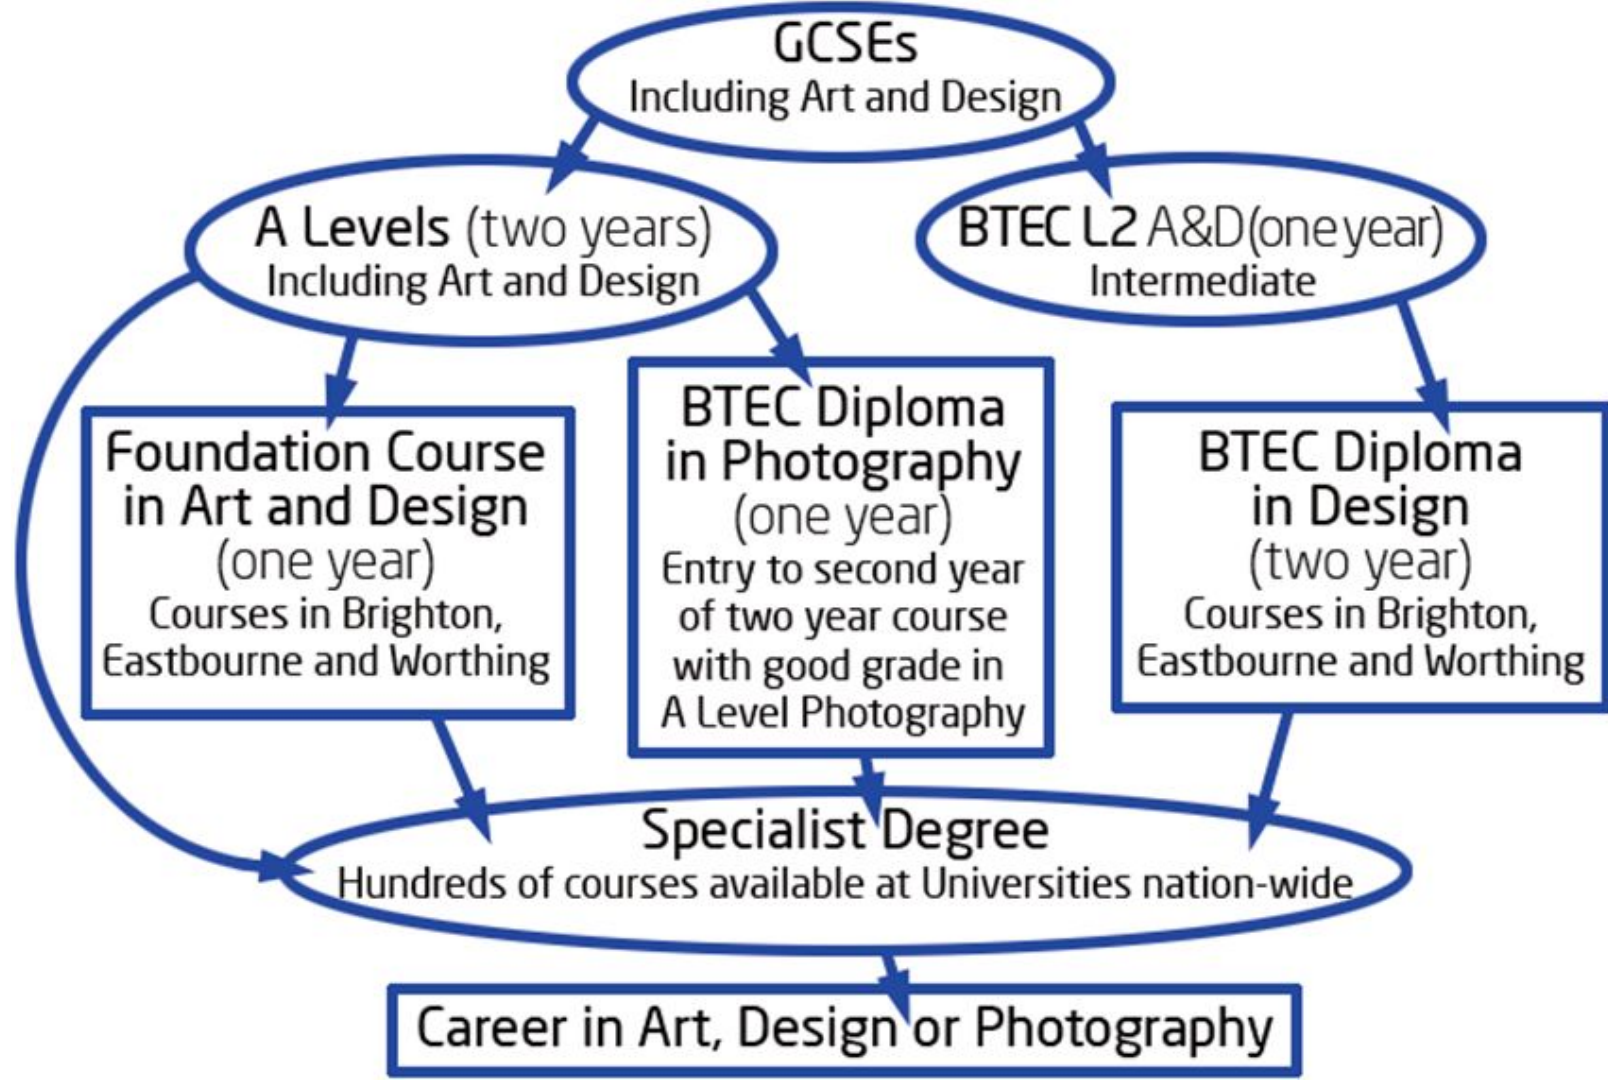 GCSEs
Including Art and Design
A Levels (two years)
Including Art and Design
BTEC L2 A&D(one year)
Intermediate
Foundation Course
in Art and Design
(one year)
Courses in Brighton,
Eastbourne and Worthing
BTEC Diploma
in Photography
(one year)
Entry to second year
of two year course
with good grade in
A Level Photography
BTEC Diploma
in Design
(two year)
Courses in Brighton,
Eastbourne and Worthing
Specialist Degree
Hundreds of courses available at Universities nation-wide
Career in Art, Design or Photography